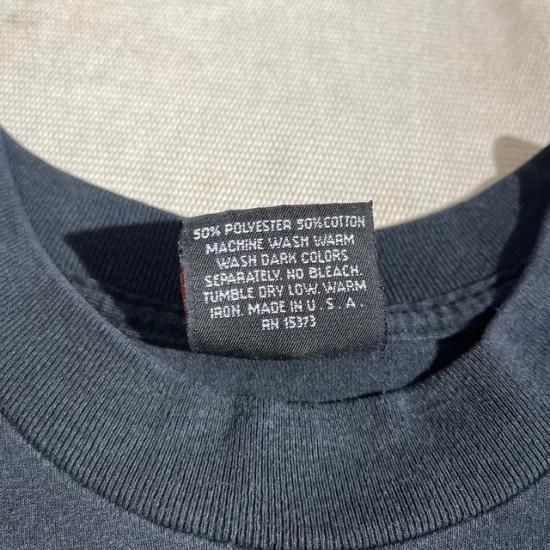 50% POLYESTER 50% COTTON
MACHINE WASH WARM
WASH DARK COLORS
SEPARATELY. NO BLEACH.
TUMBLE DRY LOW. WARM
IRON. MADE IN U.S.A.
RN 15373